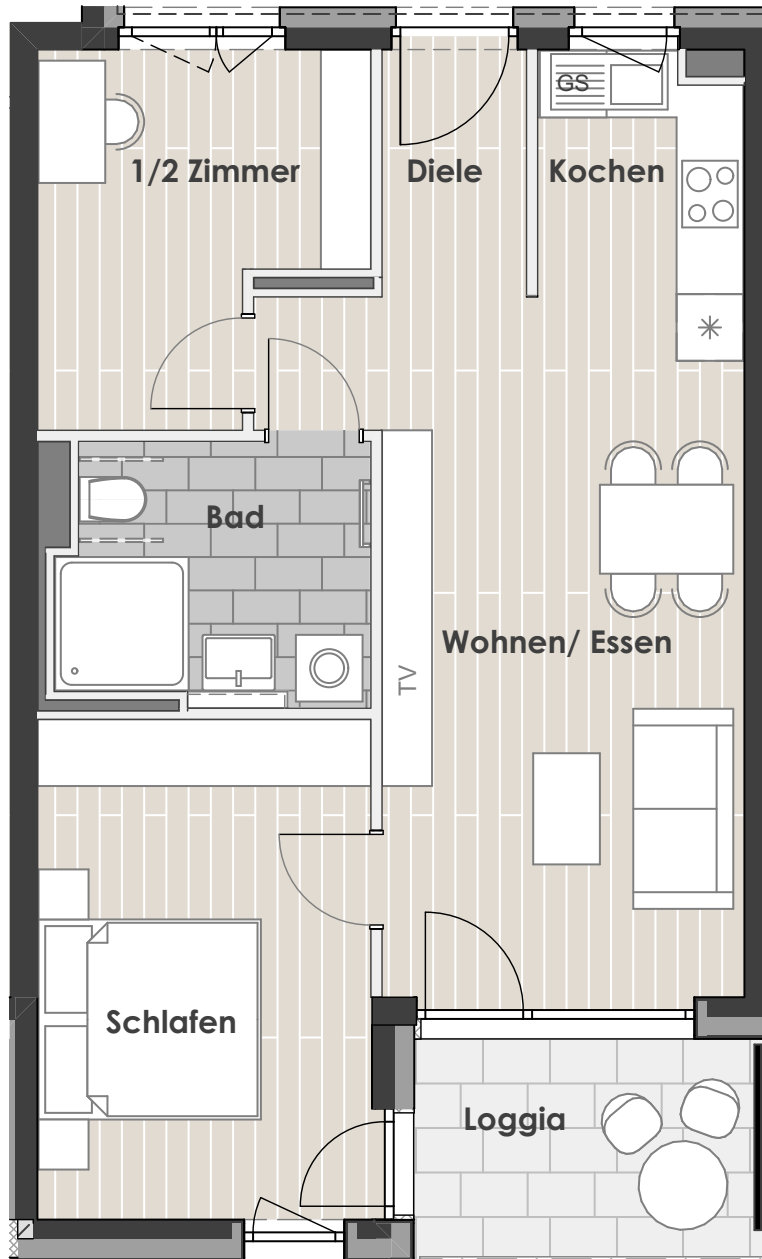 GS
1/2 Zimmer
Diele
Kochen
Bad
Wohnen/ Essen
TV
Schlafen
Loggia